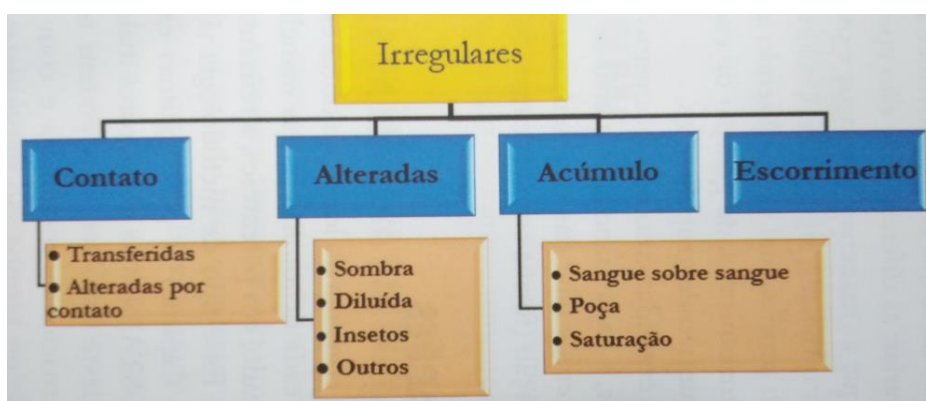 Irregulares
Contato
Alteradas
Acúmulo
Escorrimento
• Transferidas
• Alteradas por
contato
• Sombra
• Diluída
• Insetos
• Outros
• Sangue sobre sangue
• Poça
• Saturação